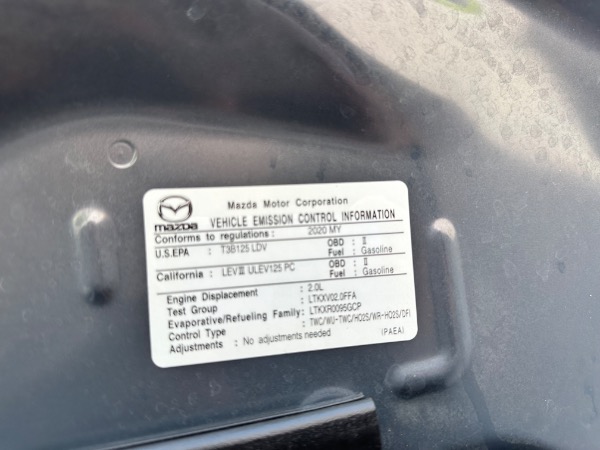 mazda
Mazda Motor Corporation
VEHICLE EMISSION CONTROL INFORMATION
Conforms to regulations : 2020 MY
U.S.EPA : T3B125 LDV OBD : II
Fuel : Gasoline
California : LEVIII ULEV125 PC OBD : II
Fuel : Gasoline
Engine Displacement : 2.0L
Test Group : LTKXV02.0FFA
Evaporative/Refueling Family: LTKXR0095GCP
Control Type : TWC/WU-TWC/HO2S/WR-HO2S/DFI
Adjustments : No adjustments needed (PAEA)